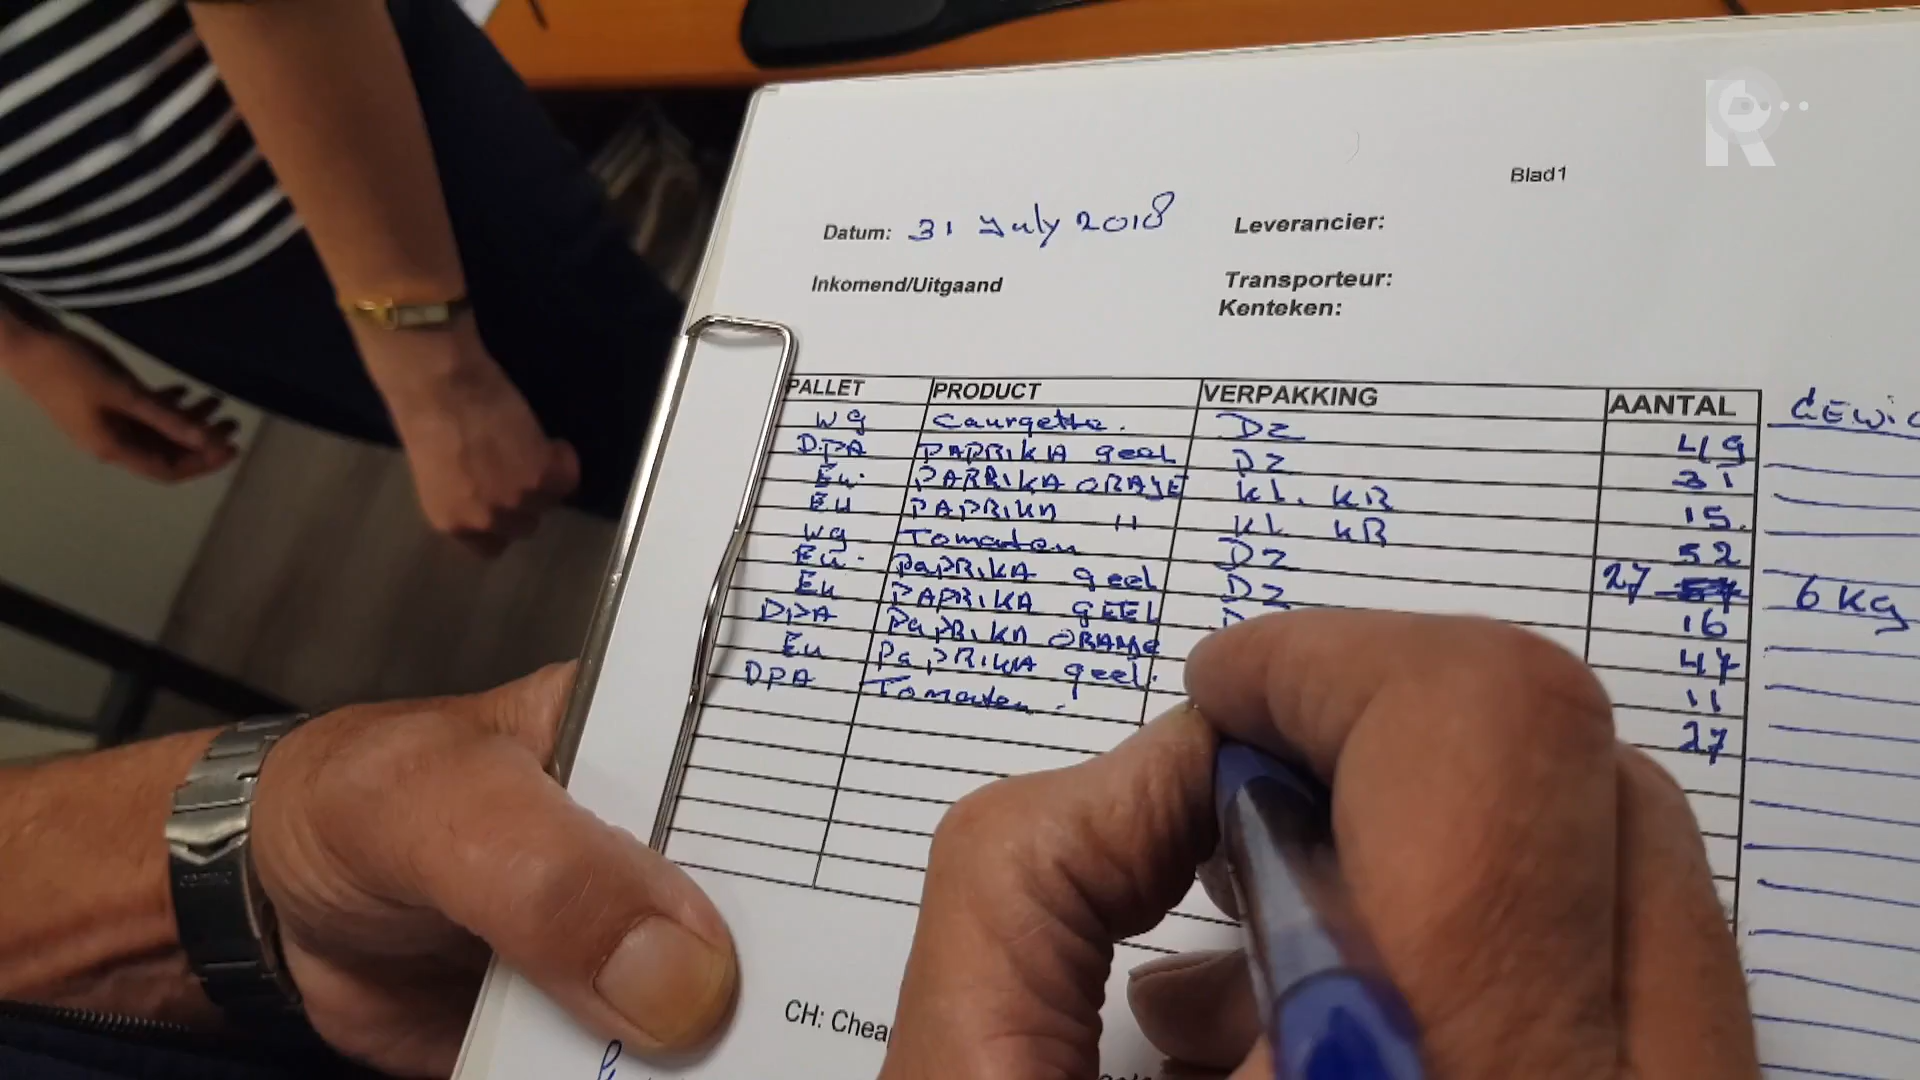 Blad1
Datum: 31 July 2018 Leverancier:
Inkomend/Uitgaand Transporteur:
Kenteken:
PALLET PRODUCT VERPAKKING AANTAL GEWIC
Wg Caurgette. DZ 49
DPA PAPRIKA geel DZ 31
Eu. PAPRIKA ORAYE KL. KR 15.
EU PAPRIKA " KL KR 52
Wg Tomaten DZ 27 6 Kg
Eu. PaPRIKA geel DZ 16
Eu PAPRIKA GEEL 47
DPA PaPRIKA ORANGE 11
Eu PaPRIKA geel. 27
DPA Tomaten.
CH: Chea